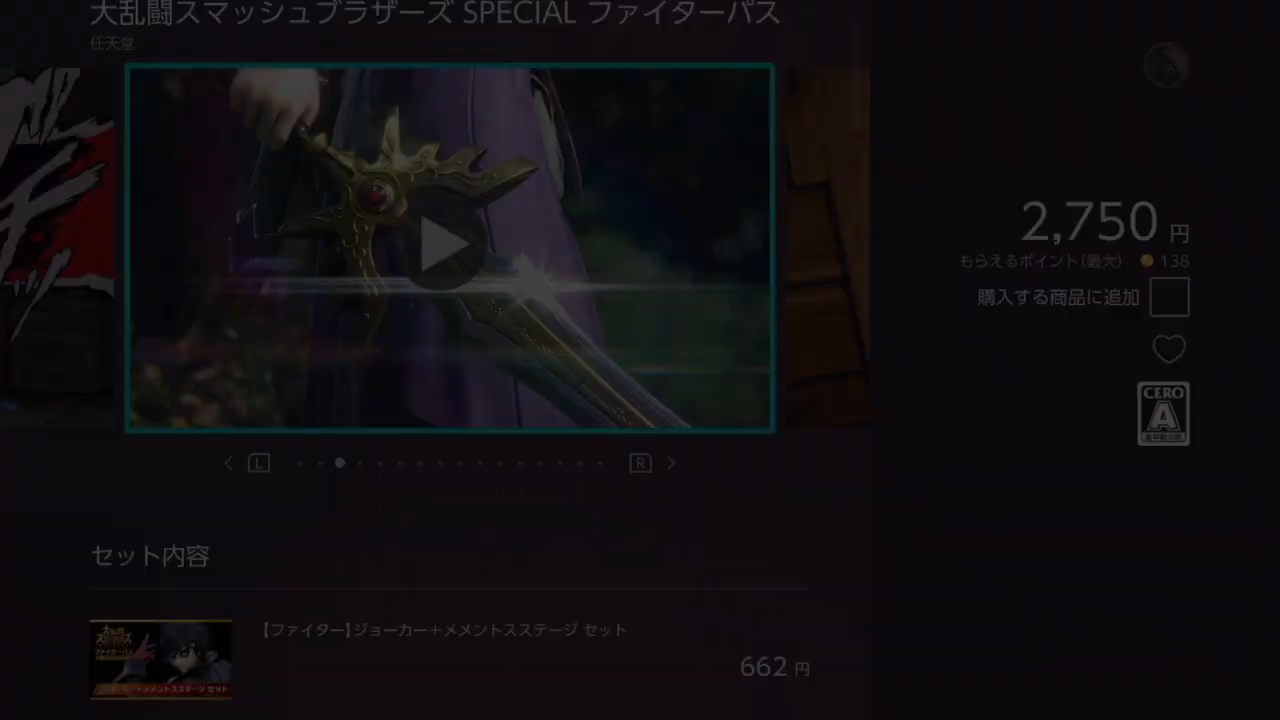 大乱闘スマッシュブラザーズ SPECIAL ファイターパス
任天堂
2,750 円
もらえるポイント(最大) 138
購入する商品に追加
CERO
A
L
R
セット内容
【ファイター】ジョーカー+メメントスステージ セット
662 円